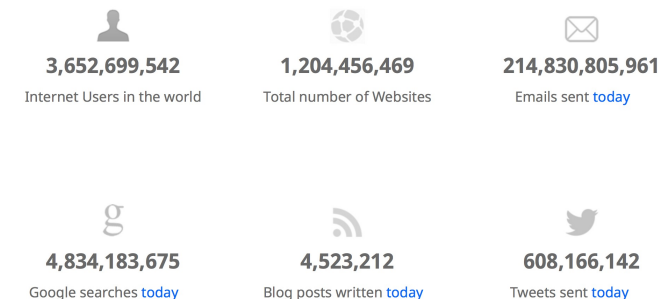 3,652,699,542
Internet Users in the world
1,204,456,469
Total number of Websites
214,830,805,961
Emails sent today
4,834,183,675
Google searches today
4,523,212
Blog posts written today
608,166,142
Tweets sent today